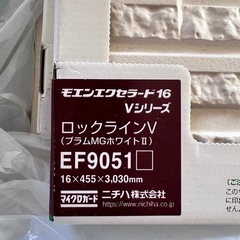 モエンエクセラード16
Vシリーズ
ロックラインV
(プラムMGホワイトⅡ)
EF9051□
16×455×3,030mm
マイクロガード ニチハ株式会社
https://www.nichiha.co.jp/